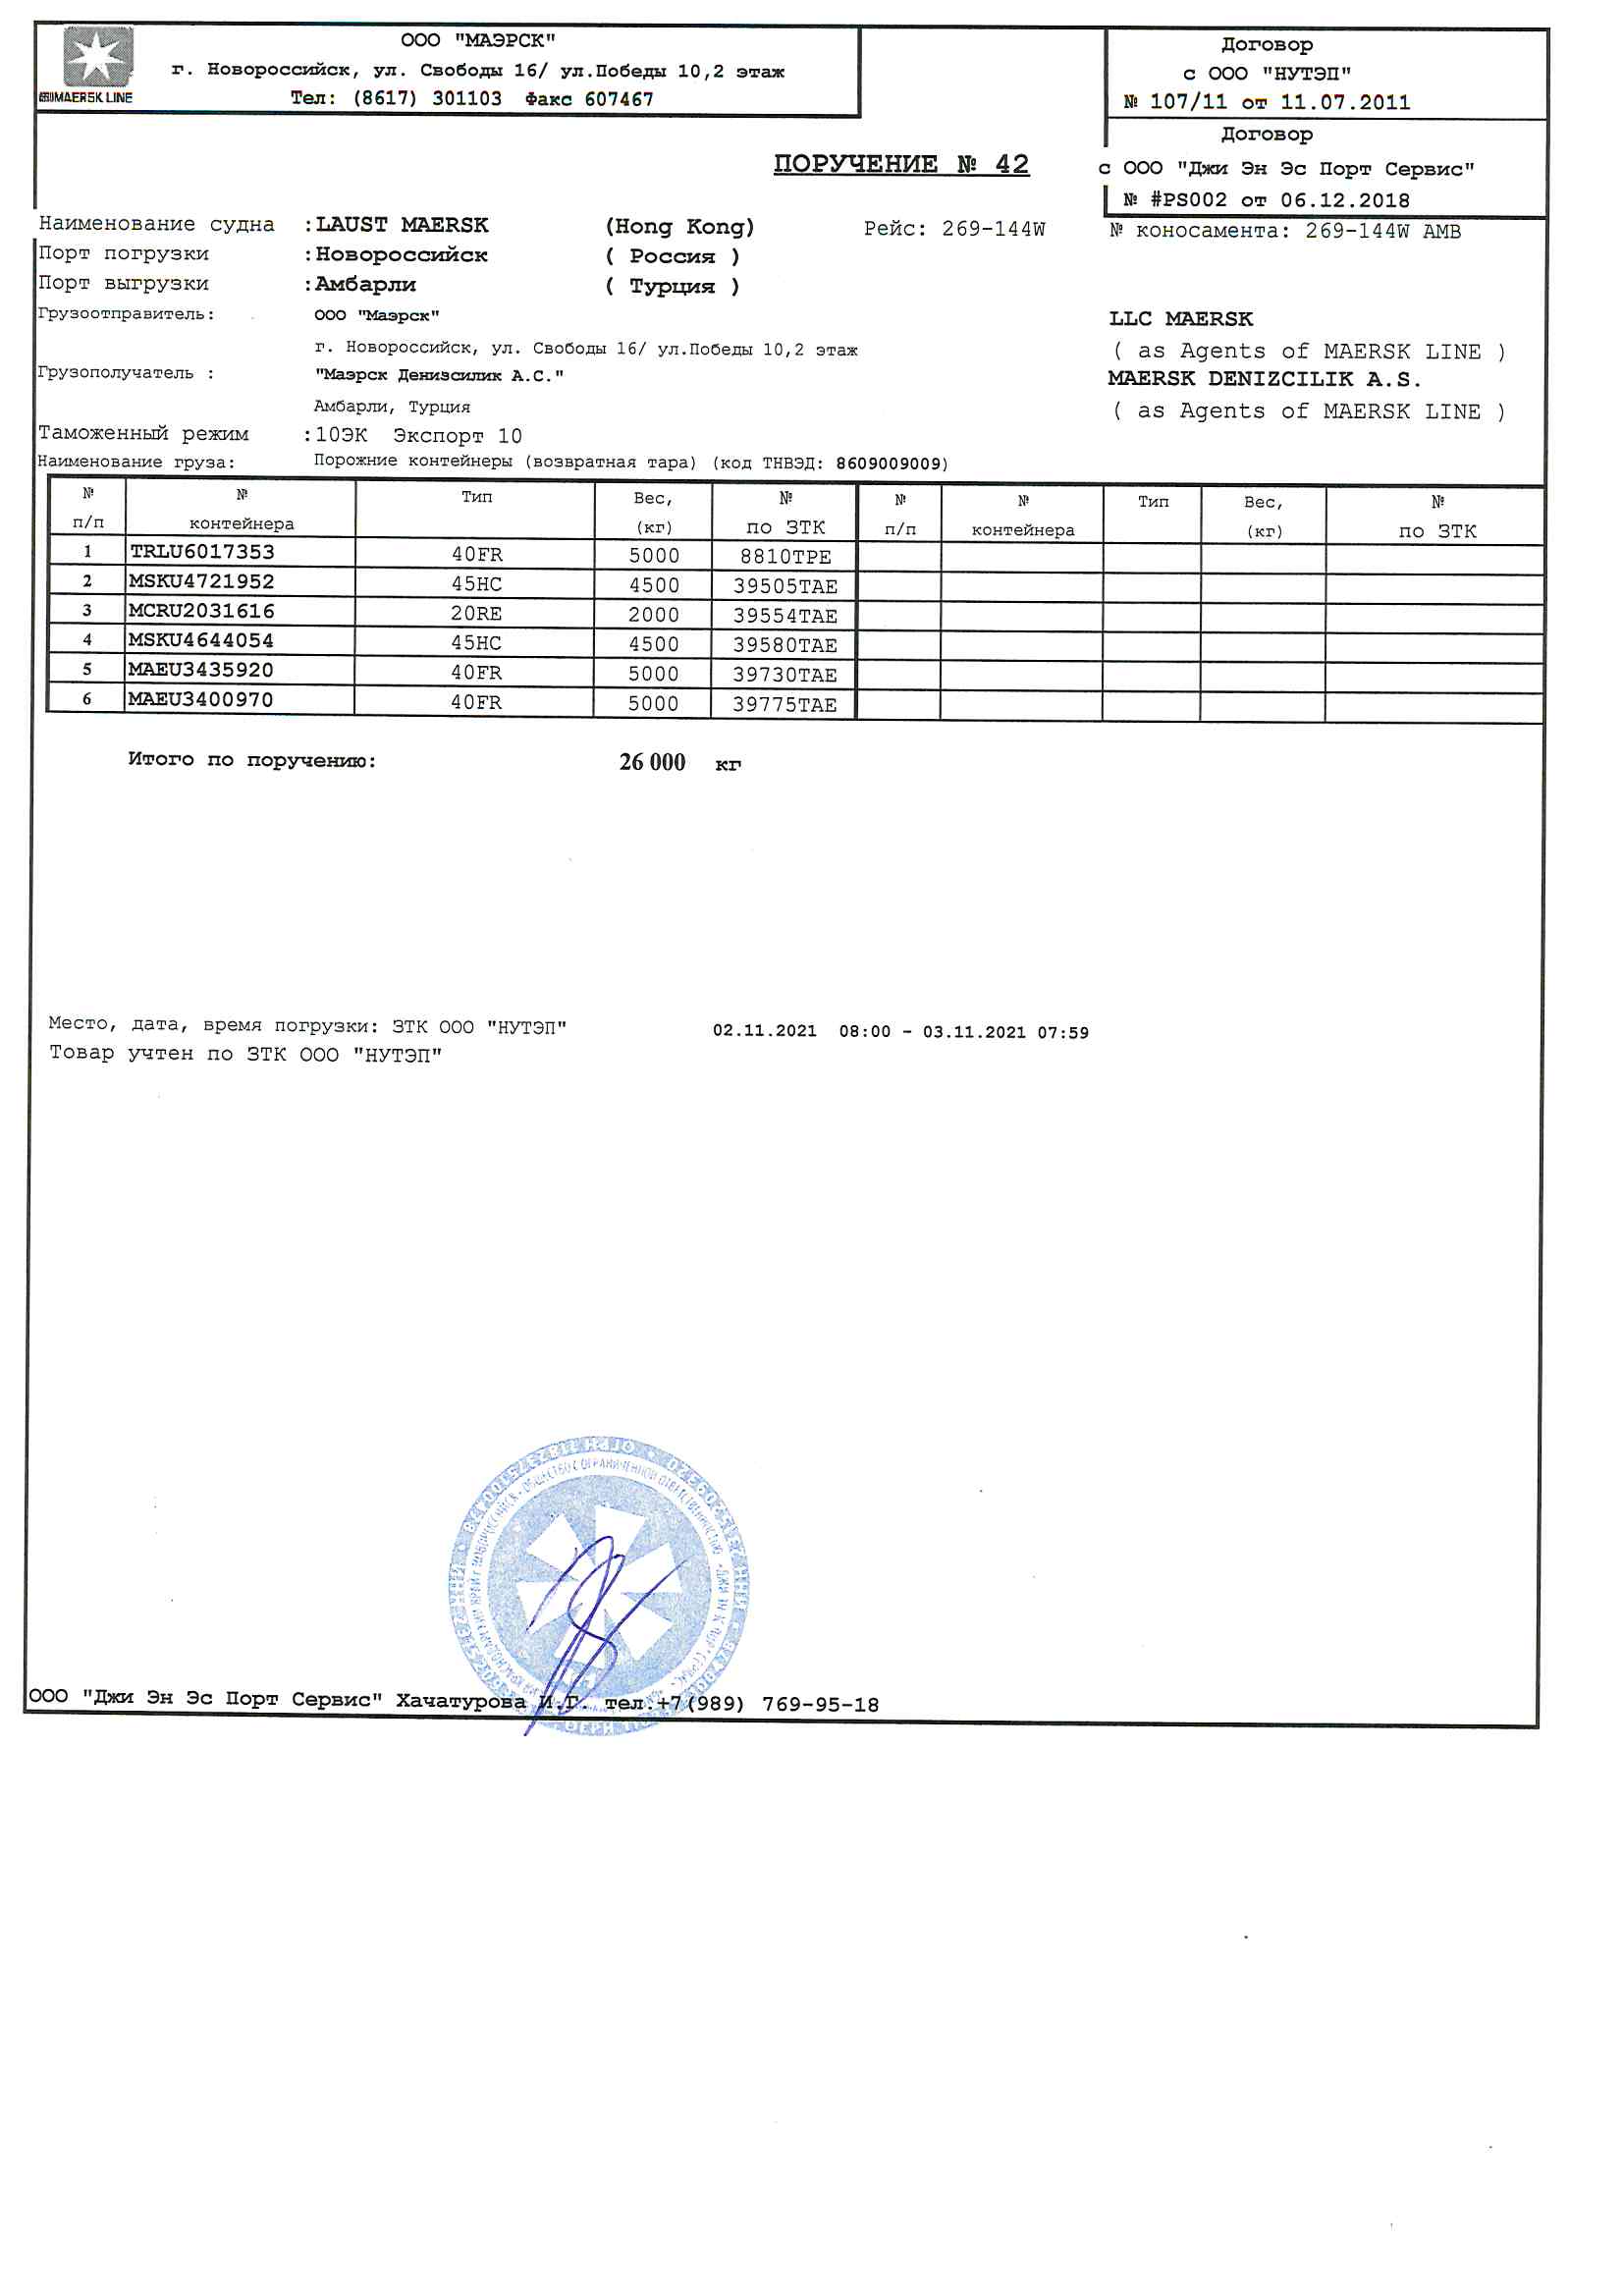 MAERSK LINE
ООО "МАЭРСК"
г. Новороссийск, ул. Свободы 16/ ул.Победы 10,2 этаж
Тел: (8617) 301103 Факс 607467
Договор
с ООО "НУТЭП"
№ 107/11 от 11.07.2011
Договор
с ООО "Джи Эн Эс Порт Сервис"
№ #PS002 от 06.12.2018
ПОРУЧЕНИЕ № 42
Наименование судна :LAUST MAERSK (Hong Kong) Рейс: 269-144W № коносамента: 269-144W AMB
Порт погрузки :Новороссийск ( Россия )
Порт выгрузки :Амбарли ( Турция )
Грузоотправитель: ООО "Маэрск" LLC MAERSK
г. Новороссийск, ул. Свободы 16/ ул.Победы 10,2 этаж ( as Agents of MAERSK LINE )
Грузополучатель : "Маэрск Денизсилик А.С." MAERSK DENIZCILIK A.S.
Амбарли, Турция ( as Agents of MAERSK LINE )
Таможенный режим :10ЭК Экспорт 10
Наименование груза: Порожние контейнеры (возвратная тара) (код ТНВЭД: 8609009009)
№ п/п № контейнера Тип Вес, (кг) № по ЗТК № п/п № контейнера Тип Вес, (кг) № по ЗТК
1 TRLU6017353 40FR 5000 8810TPE
2 MSKU4721952 45HC 4500 39505TAE
3 MCRU2031616 20RE 2000 39554TAE
4 MSKU4644054 45HC 4500 39580TAE
5 MAEU3435920 40FR 5000 39730TAE
6 MAEU3400970 40FR 5000 39775TAE
Итого по поручению: 26 000 кг
Место, дата, время погрузки: ЗТК ООО "НУТЭП" 02.11.2021 08:00 - 03.11.2021 07:59
Товар учтен по ЗТК ООО "НУТЭП"
ООО "Джи Эн Эс Порт Сервис" Хачатурова И.Г. тел.+7(989) 769-95-18